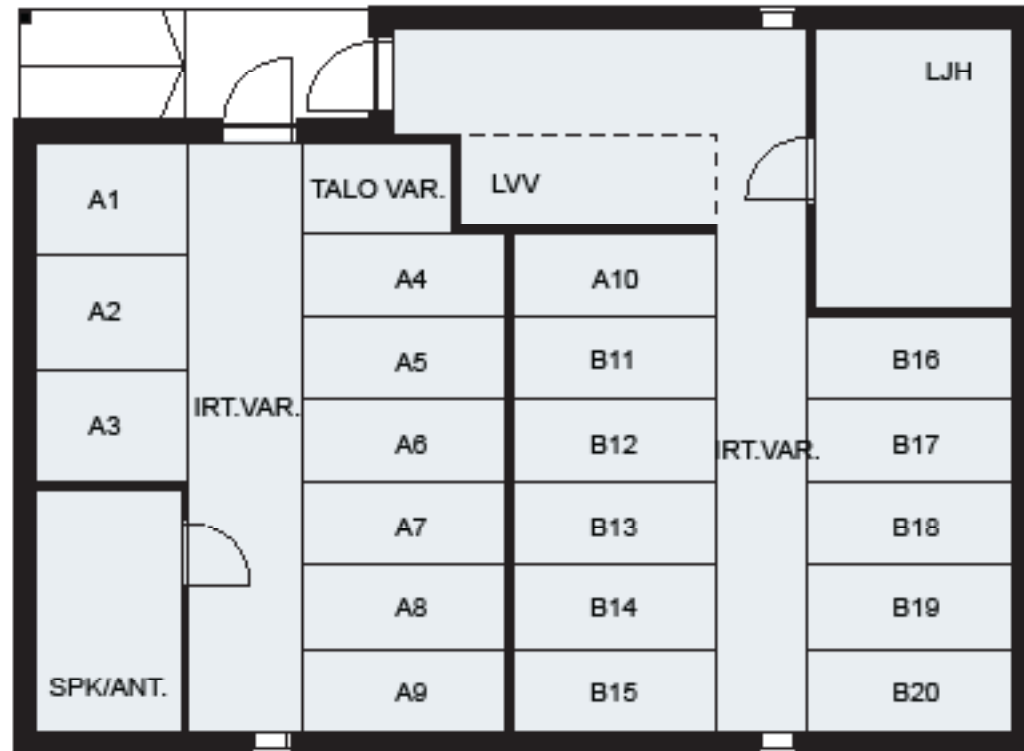 LJH
A1
TALO VAR.
LVV
A2
A4
A10
A5
B11
B16
A3
IRT.VAR.
A6
B12
IRT.VAR.
B17
A7
B13
B18
A8
B14
B19
SPK/ANT.
A9
B15
B20